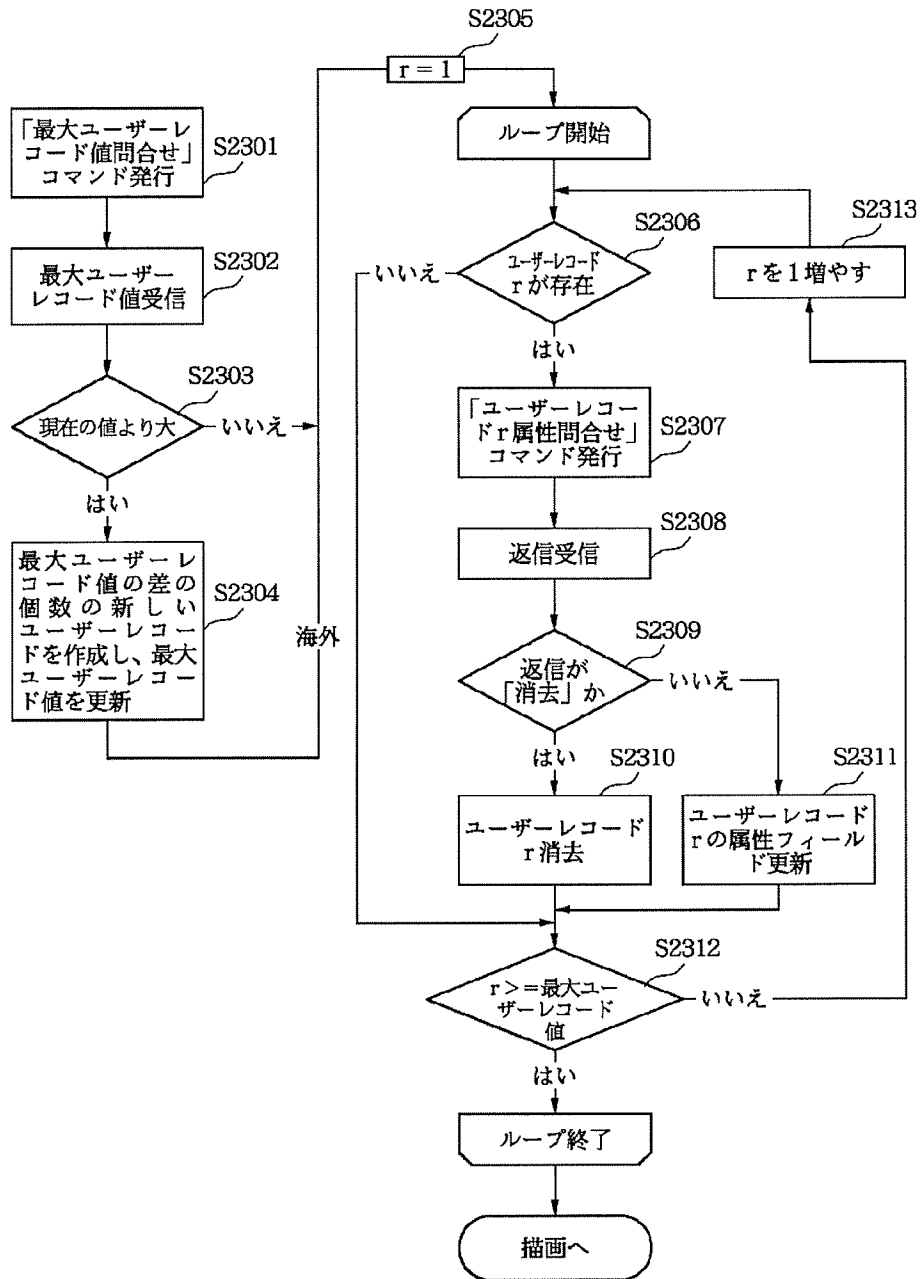 「最大ユーザーレ
コード値問合せ」
コマンド発行
S2301
最大ユーザー
レコード値受信
S2302
現在の値より大
S2303
いいえ
はい
最大ユーザーレ
コード値の差の
個数の新しい
ユーザーレコー
ドを作成し、最大
ユーザーレコー
ド値を更新
S2304
海外
S2305
r = 1
ループ開始
S2306
ユーザーレコード
rが存在
いいえ
はい
S2313
rを1増やす
「ユーザーレコー
ドr属性問合せ」
コマンド発行
S2307
S2308
返信受信
S2309
返信が
「消去」か
いいえ
はい
S2310
ユーザーレコード
r消去
S2311
ユーザーレコード
rの属性フィール
ド更新
S2312
r>=最大ユー
ザーレコード
値
いいえ
はい
ループ終了
描画へ